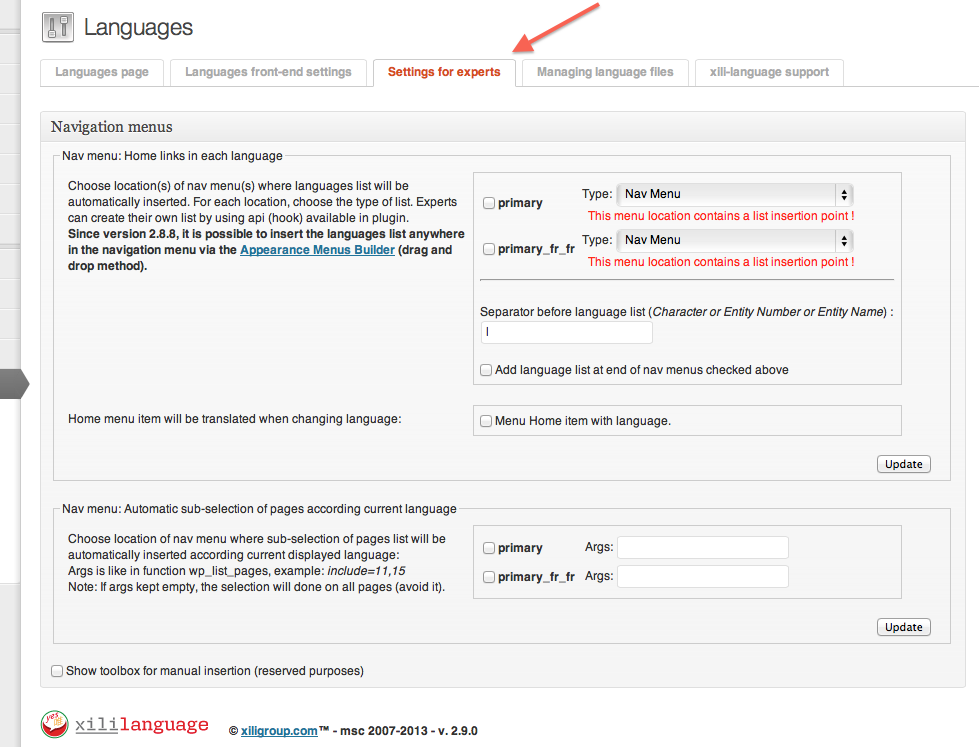 Languages
Languages page
Languages front-end settings
Settings for experts
Managing language files
xili-language support
Navigation menus
Nav menu: Home links in each language
Choose location(s) of nav menu(s) where languages list will be
automatically inserted. For each location, choose the type of list. Experts
can create their own list by using api (hook) available in plugin.
Since version 2.8.8, it is possible to insert the languages list anywhere
in the navigation menu via the Appearance Menus Builder (drag and
drop method).
primary Type: Nav Menu
This menu location contains a list insertion point !
primary_fr_fr Type: Nav Menu
This menu location contains a list insertion point !
Separator before language list (Character or Entity Number or Entity Name) :
|
Add language list at end of nav menus checked above
Home menu item will be translated when changing language:
Menu Home item with language.
Update
Nav menu: Automatic sub-selection of pages according current language
Choose location of nav menu where sub-selection of pages list will be
automatically inserted according current displayed language:
Args is like in function wp_list_pages, example: include=11,15
Note: If args kept empty, the selection will done on all pages (avoid it).
primary Args:
primary_fr_fr Args:
Update
Show toolbox for manual insertion (reserved purposes)
yes
xililanguage
© xiligroup.com™ - msc 2007-2013 - v. 2.9.0